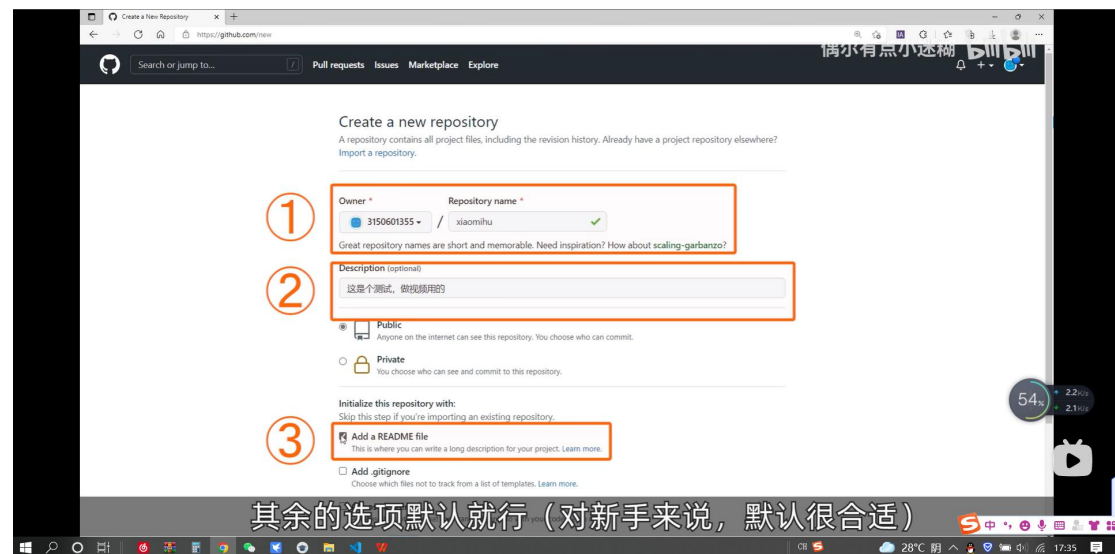 Create a New Repository
https://github.com/new
偶尔有点小迷糊 bilibili
Search or jump to...
/
Pull requests Issues Marketplace Explore
Create a new repository
A repository contains all project files, including the revision history. Already have a project repository elsewhere?
Import a repository.
①
Owner *
Repository name *
3150601355 / xiaomihu
Great repository names are short and memorable. Need inspiration? How about scaling-garbanzo?
②
Description (optional)
这是个测试，做视频用的
Public
Anyone on the internet can see this repository. You choose who can commit.
Private
You choose who can see and commit to this repository.
54%
2.2K/s
2.1K/s
Initialize this repository with:
Skip this step if you're importing an existing repository.
③
Add a README file
This is where you can write a long description for your project. Learn more.
Add .gitignore
Choose which files not to track from a list of templates. Learn more.
其余的选项默认就行（对新手来说，默认很合适）
中
CH
28°C 阴
17:35